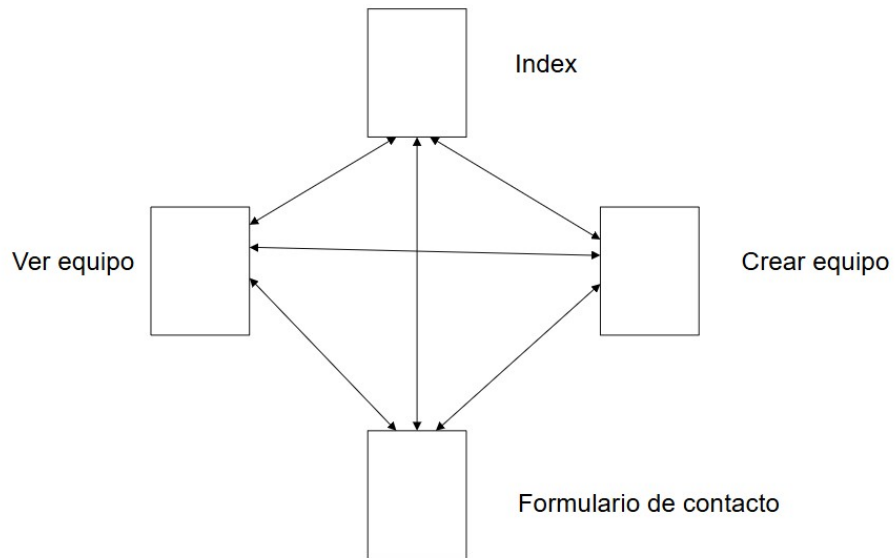 Index
Ver equipo
Crear equipo
Formulario de contacto